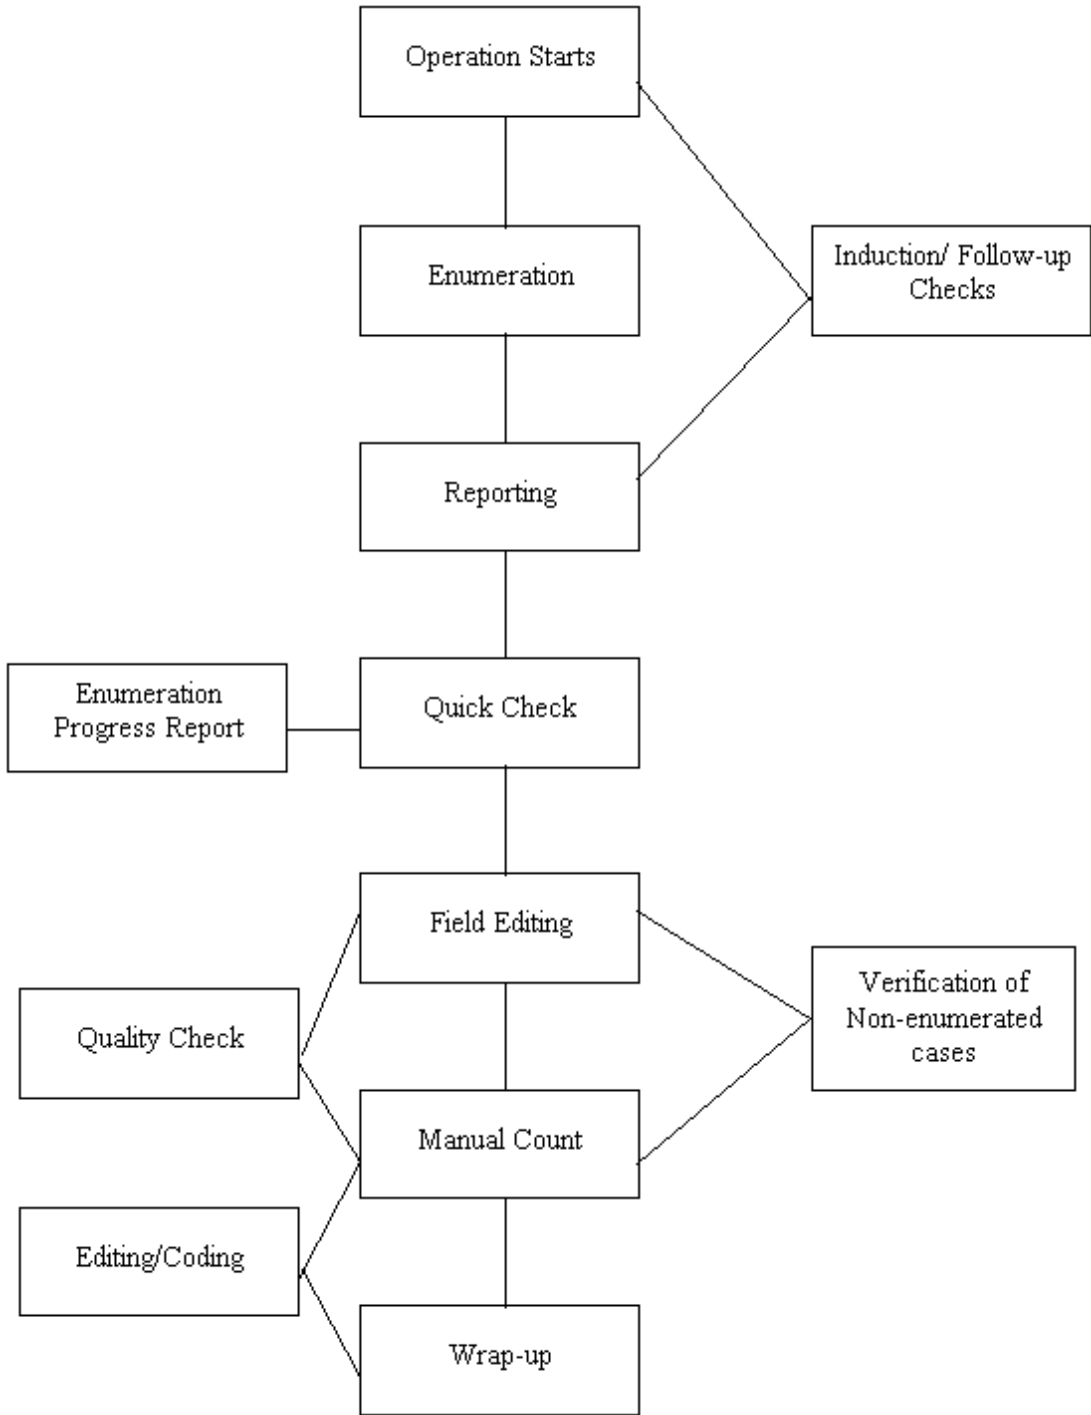 Operation Starts
Enumeration
Induction/ Follow-up
Checks
Reporting
Enumeration
Progress Report
Quick Check
Field Editing
Quality Check
Verification of
Non-enumerated
cases
Manual Count
Editing/Coding
Wrap-up